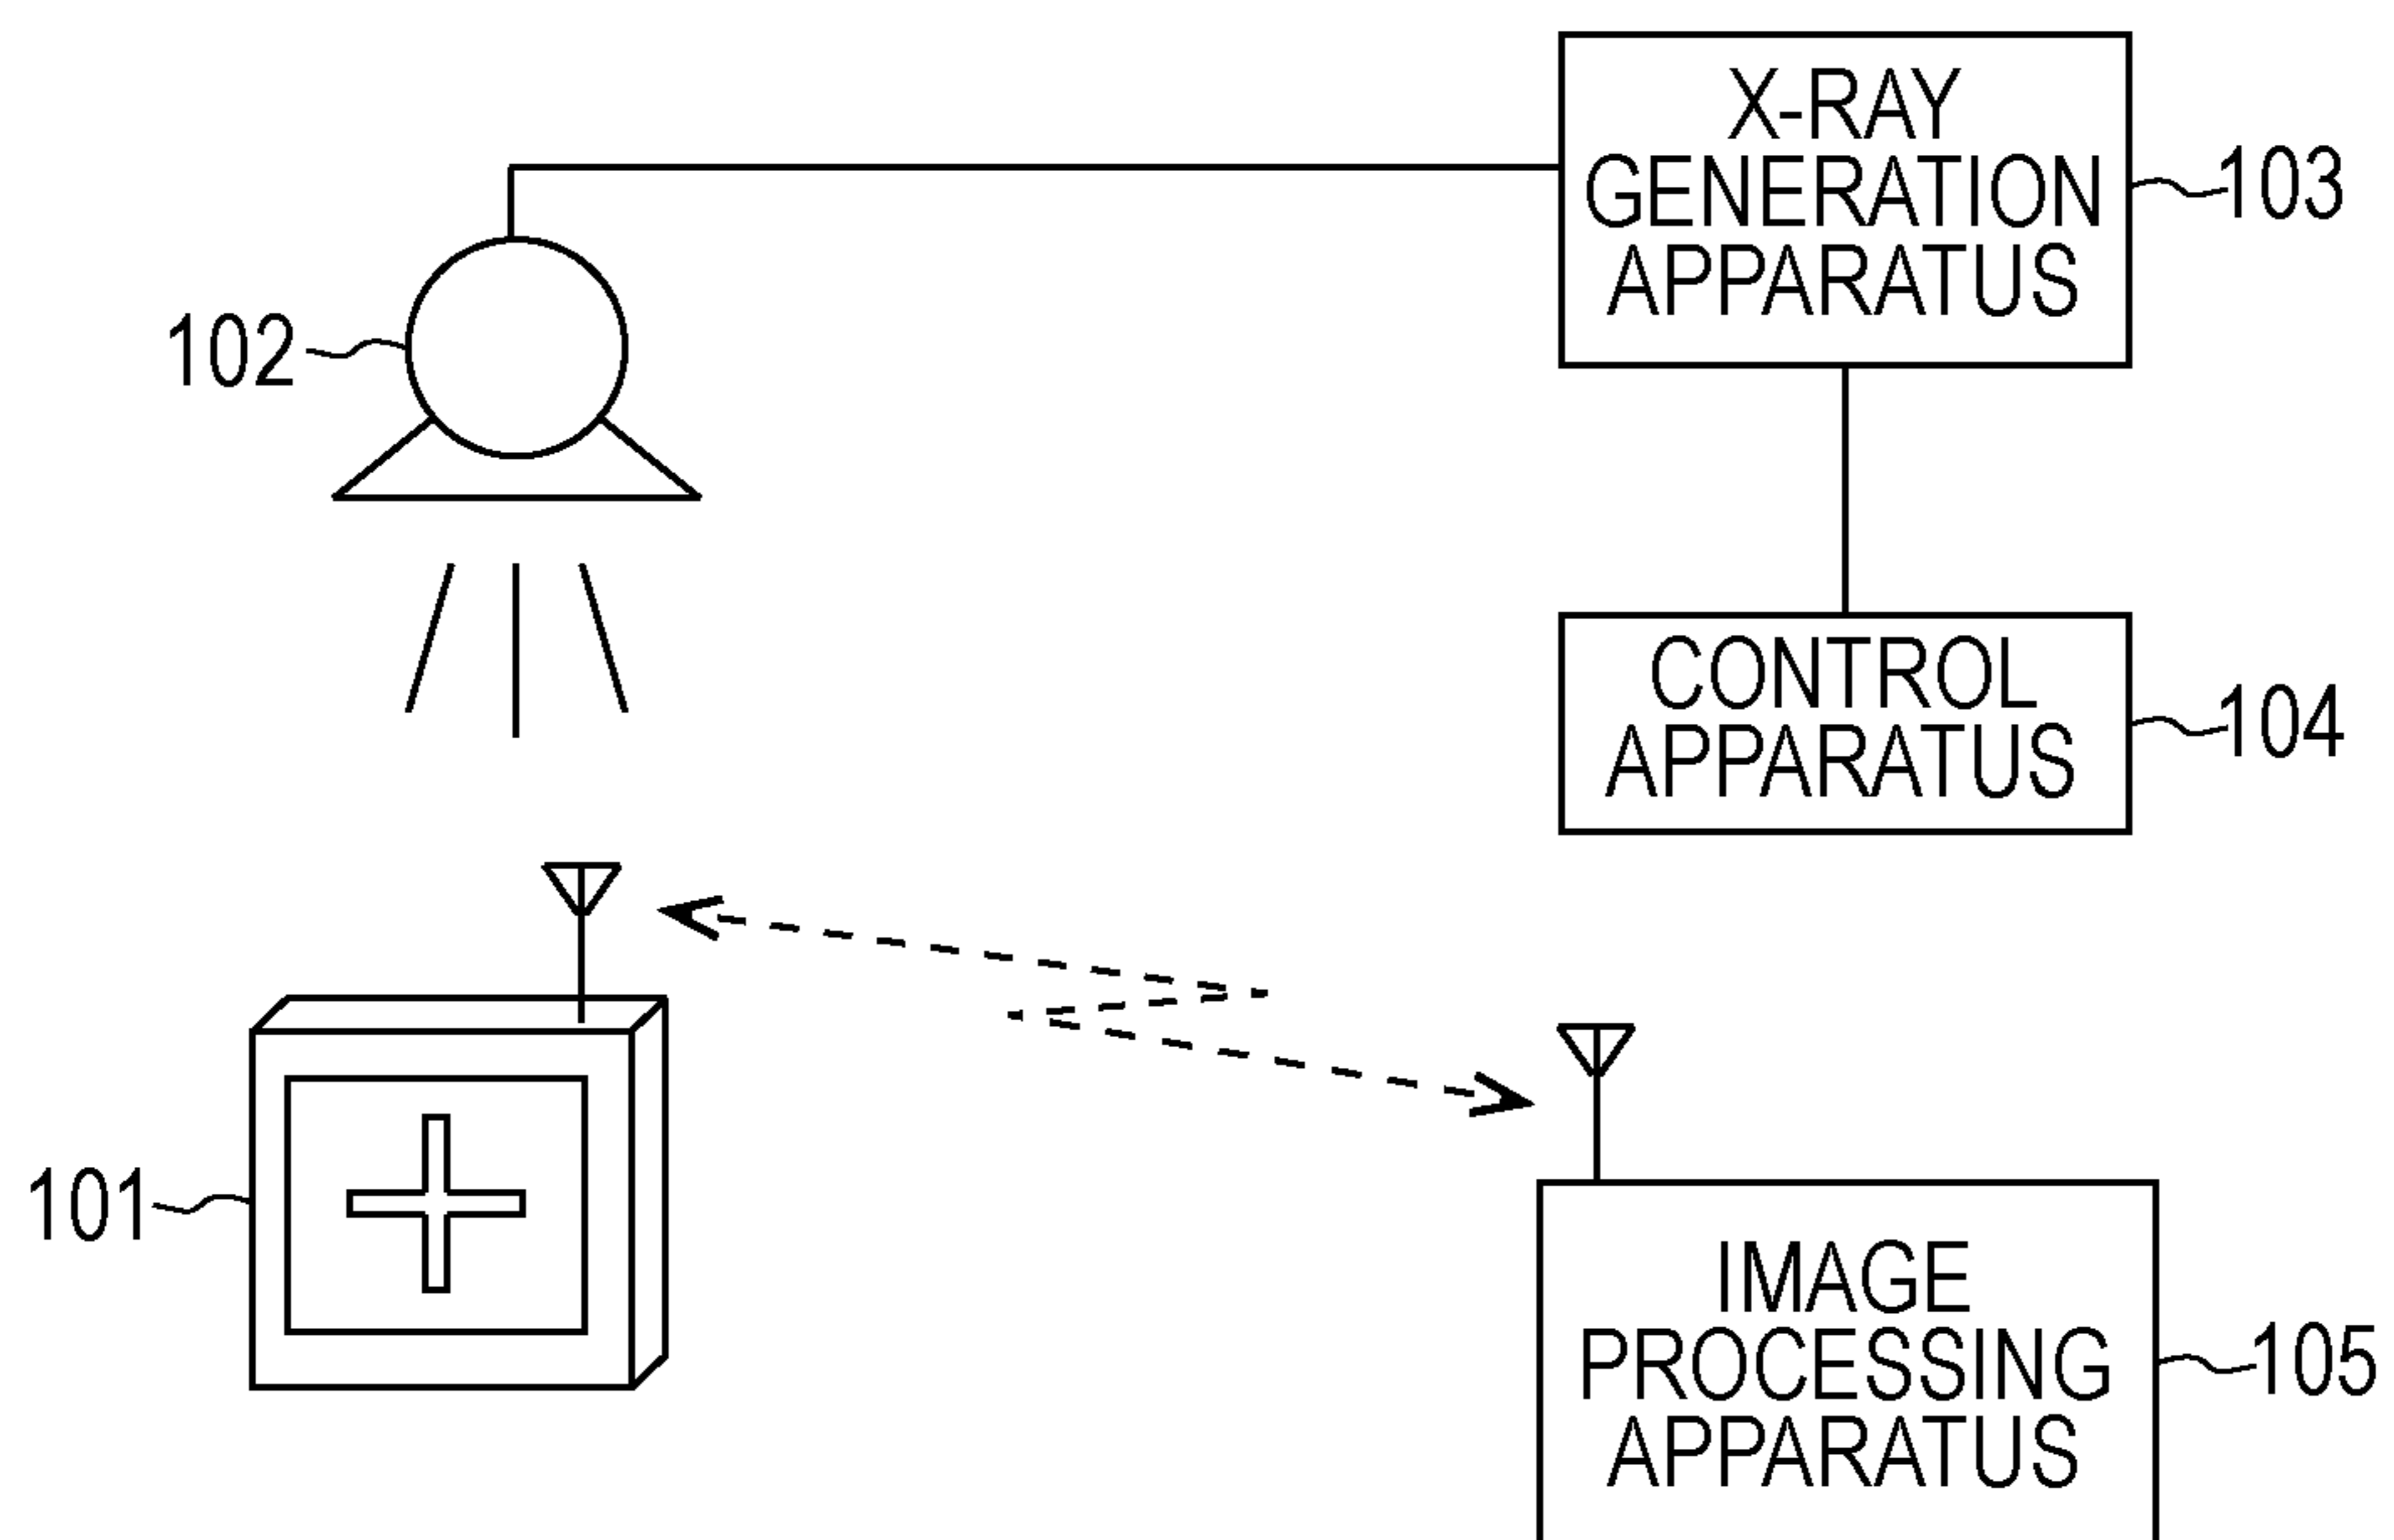 X-RAY
GENERATION
APPARATUS
103
102
CONTROL
APPARATUS
104
101
IMAGE
PROCESSING
APPARATUS
105